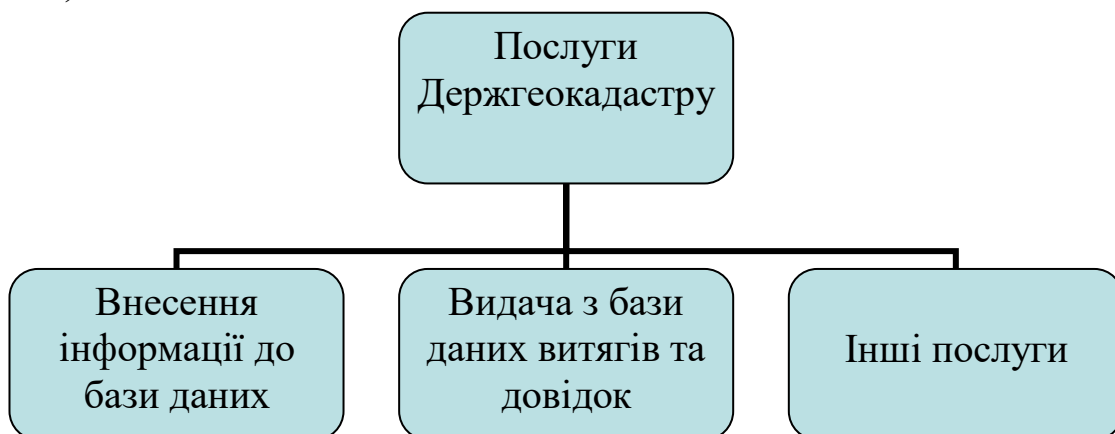 Послуги
Держгеокадастру
Внесення
інформації до
бази даних
Видача з бази
даних витягів та
довідок
Інші послуги